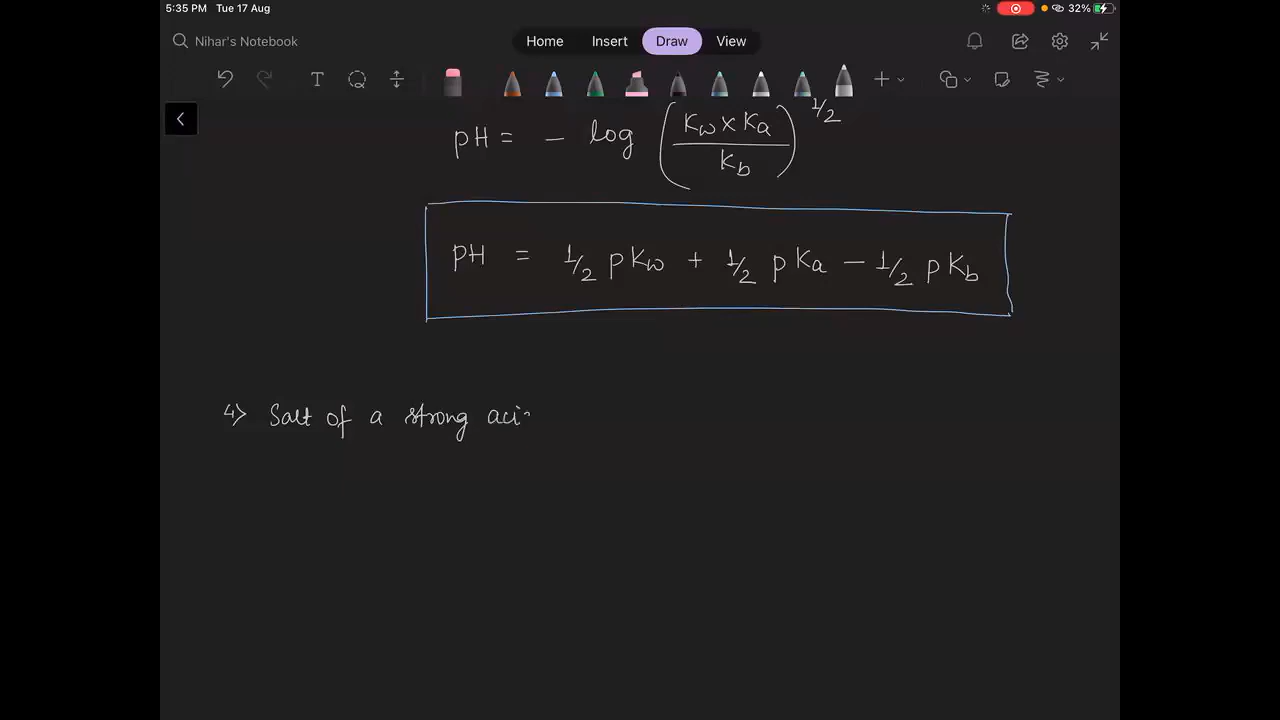 5:35 PM Tue 17 Aug 32%
Nihar's Notebook Home Insert Draw View
T
pH = - log (Kw x Ka / Kb)^1/2
pH = 1/2 pKw + 1/2 pKa - 1/2 pKb
4> Salt of a strong aci